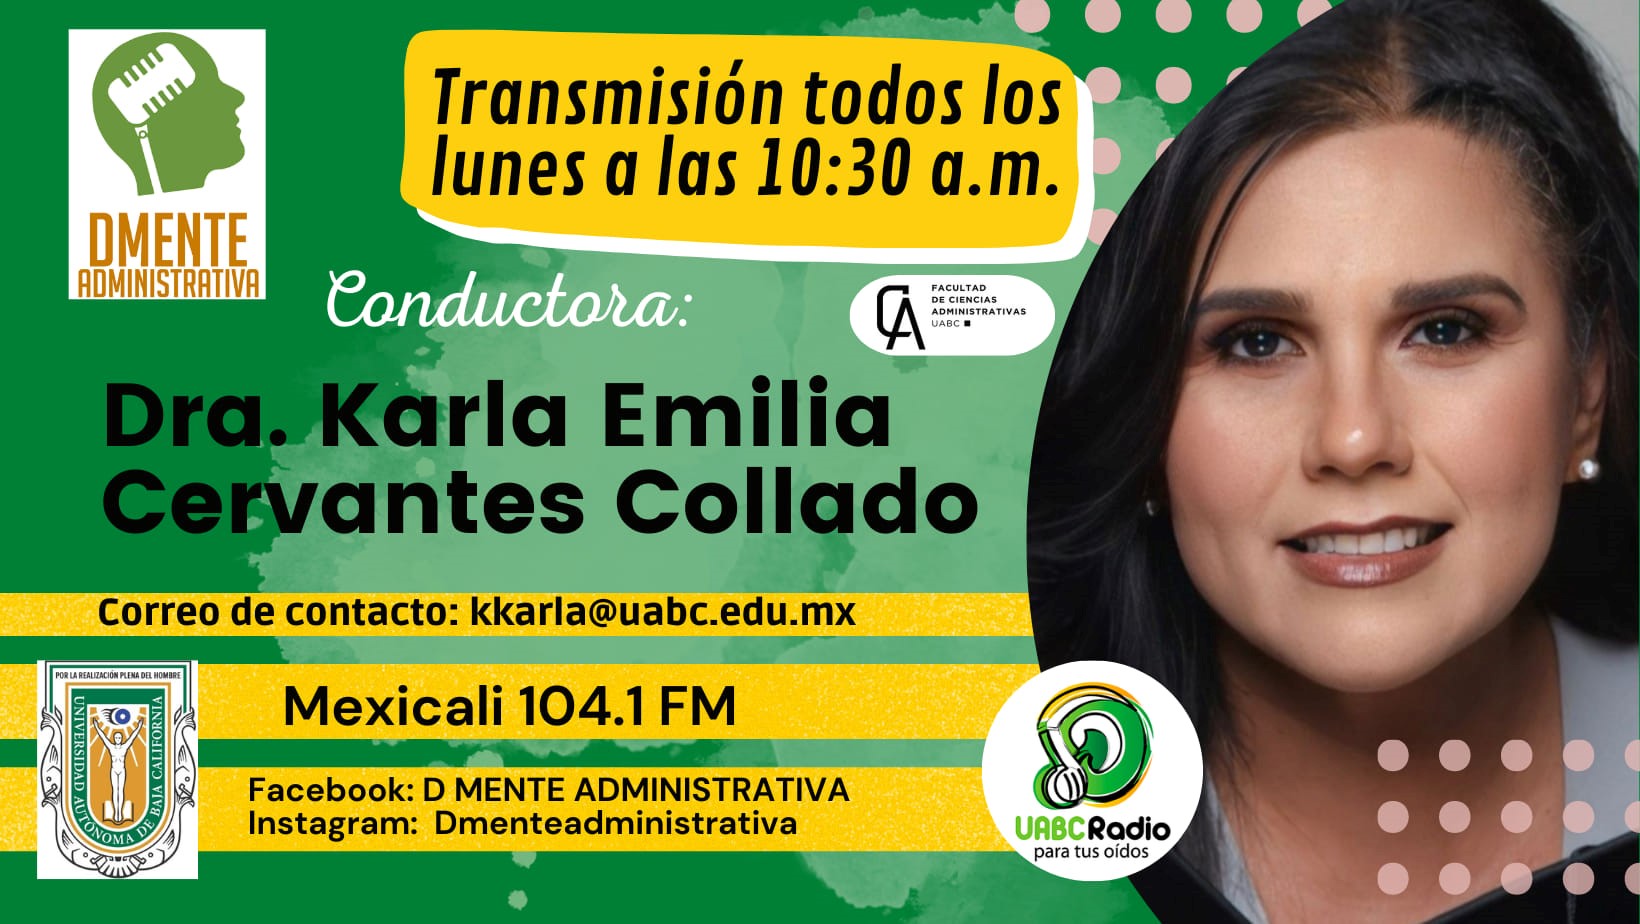 DMENTE
ADMINISTRATIVA
Transmisión todos los
lunes a las 10:30 a.m.
Conductora:
FACULTAD
DE CIENCIAS
ADMINISTRATIVAS
UABC
Dra. Karla Emilia
Cervantes Collado
Correo de contacto: kkarla@uabc.edu.mx
POR LA REALIZACIÓN PLENA DEL HOMBRE
UNIVERSIDAD AUTÓNOMA DE BAJA CALIFORNIA
Mexicali 104.1 FM
Facebook: D MENTE ADMINISTRATIVA
Instagram: Dmenteadministrativa
UABCRadio
para tus oídos